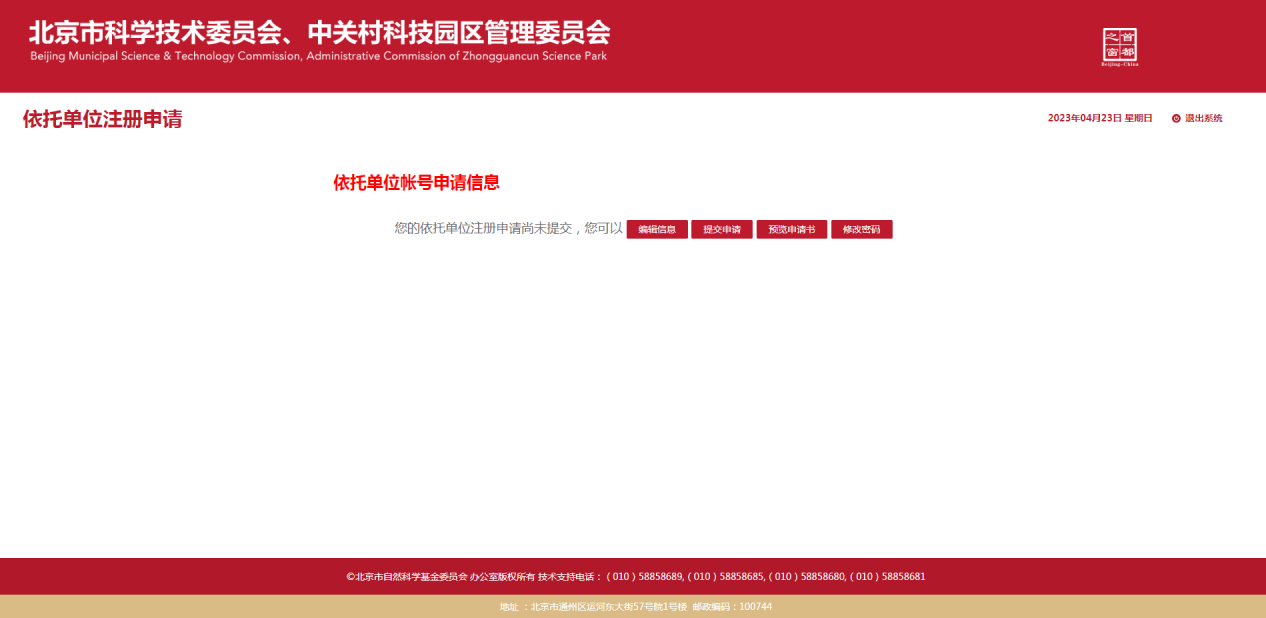 北京市科学技术委员会、中关村科技园区管理委员会
Beijing Municipal Science & Technology Commission, Administrative Commission of Zhongguancun Science Park
首都之窗
Beijing-China
依托单位注册申请
2023年04月23日 星期日 退出系统
依托单位帐号申请信息
您的依托单位注册申请尚未提交，您可以 编辑信息 提交申请 预览申请书 修改密码
©北京市自然科学基金委员会 办公室版权所有 技术支持电话：(010) 58858689, (010) 58858685, (010) 58858680, (010) 58858681
地址 ：北京市通州区运河东大街57号院1号楼 邮政编码：100744